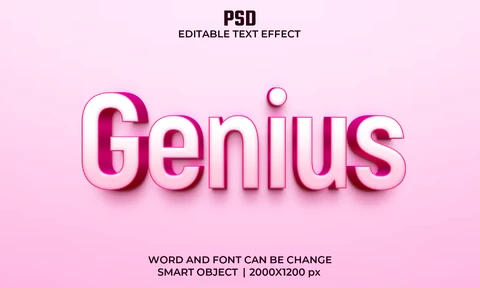 PSD
EDITABLE TEXT EFFECT
Genius
WORD AND FONT CAN BE CHANGE
SMART OBJECT | 2000X1200 px